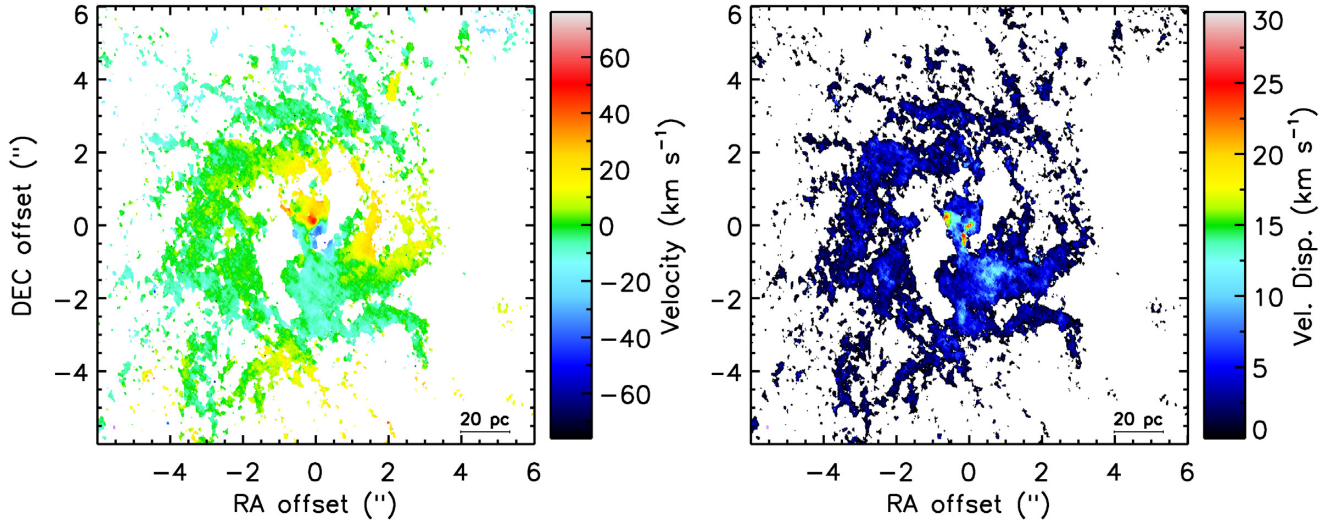 6
4
2
0
−2
−4
DEC offset ('')
−4 −2 0 2 4 6
RA offset ('')
20 pc
60
40
20
0
−20
−40
−60
Velocity (km s⁻¹)
6
4
2
0
−2
−4
−4 −2 0 2 4 6
RA offset ('')
20 pc
30
25
20
15
10
5
0
Vel. Disp. (km s⁻¹)